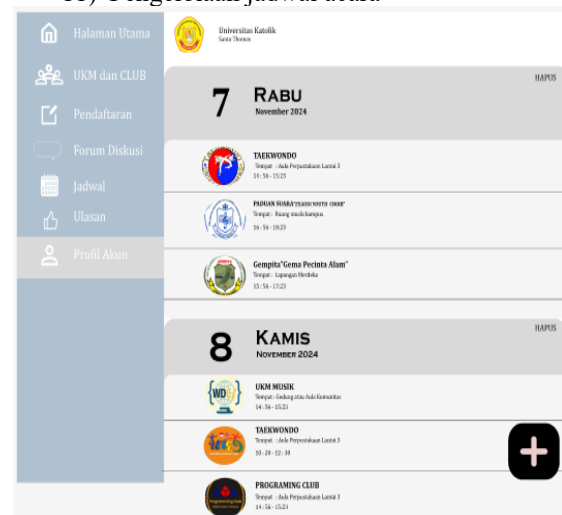 Halaman Utama
UKM dan CLUB
Pendaftaran
Forum Diskusi
Jadwal
Ulasan
Profil Akun
Universitas Katolik
Santo Thomas
HAPUS
7 RABU
November 2024
TAEKWONDO
Tempat : Aula Perpustakaan Lantai 3
14 : 56 - 15:23
PADUAN SUARA
Tempat : Ruang musik kampus
16 : 56 - 18:23
Gempita"Gema Pecinta Alam"
Tempat : Lapangan Merdeka
15 : 56 - 17:23
HAPUS
8 KAMIS
NOVEMBER 2024
UKM MUSIK
Tempat : Gedung atau Aula Komunitas
14 : 56 - 15:23
TAEKWONDO
Tempat : Aula Perpustakaan Lantai 3
10 : 20 - 12 : 30
PROGRAMING CLUB
Tempat : Aula Perpustakaan Lantai 3
14 : 56 - 15:23